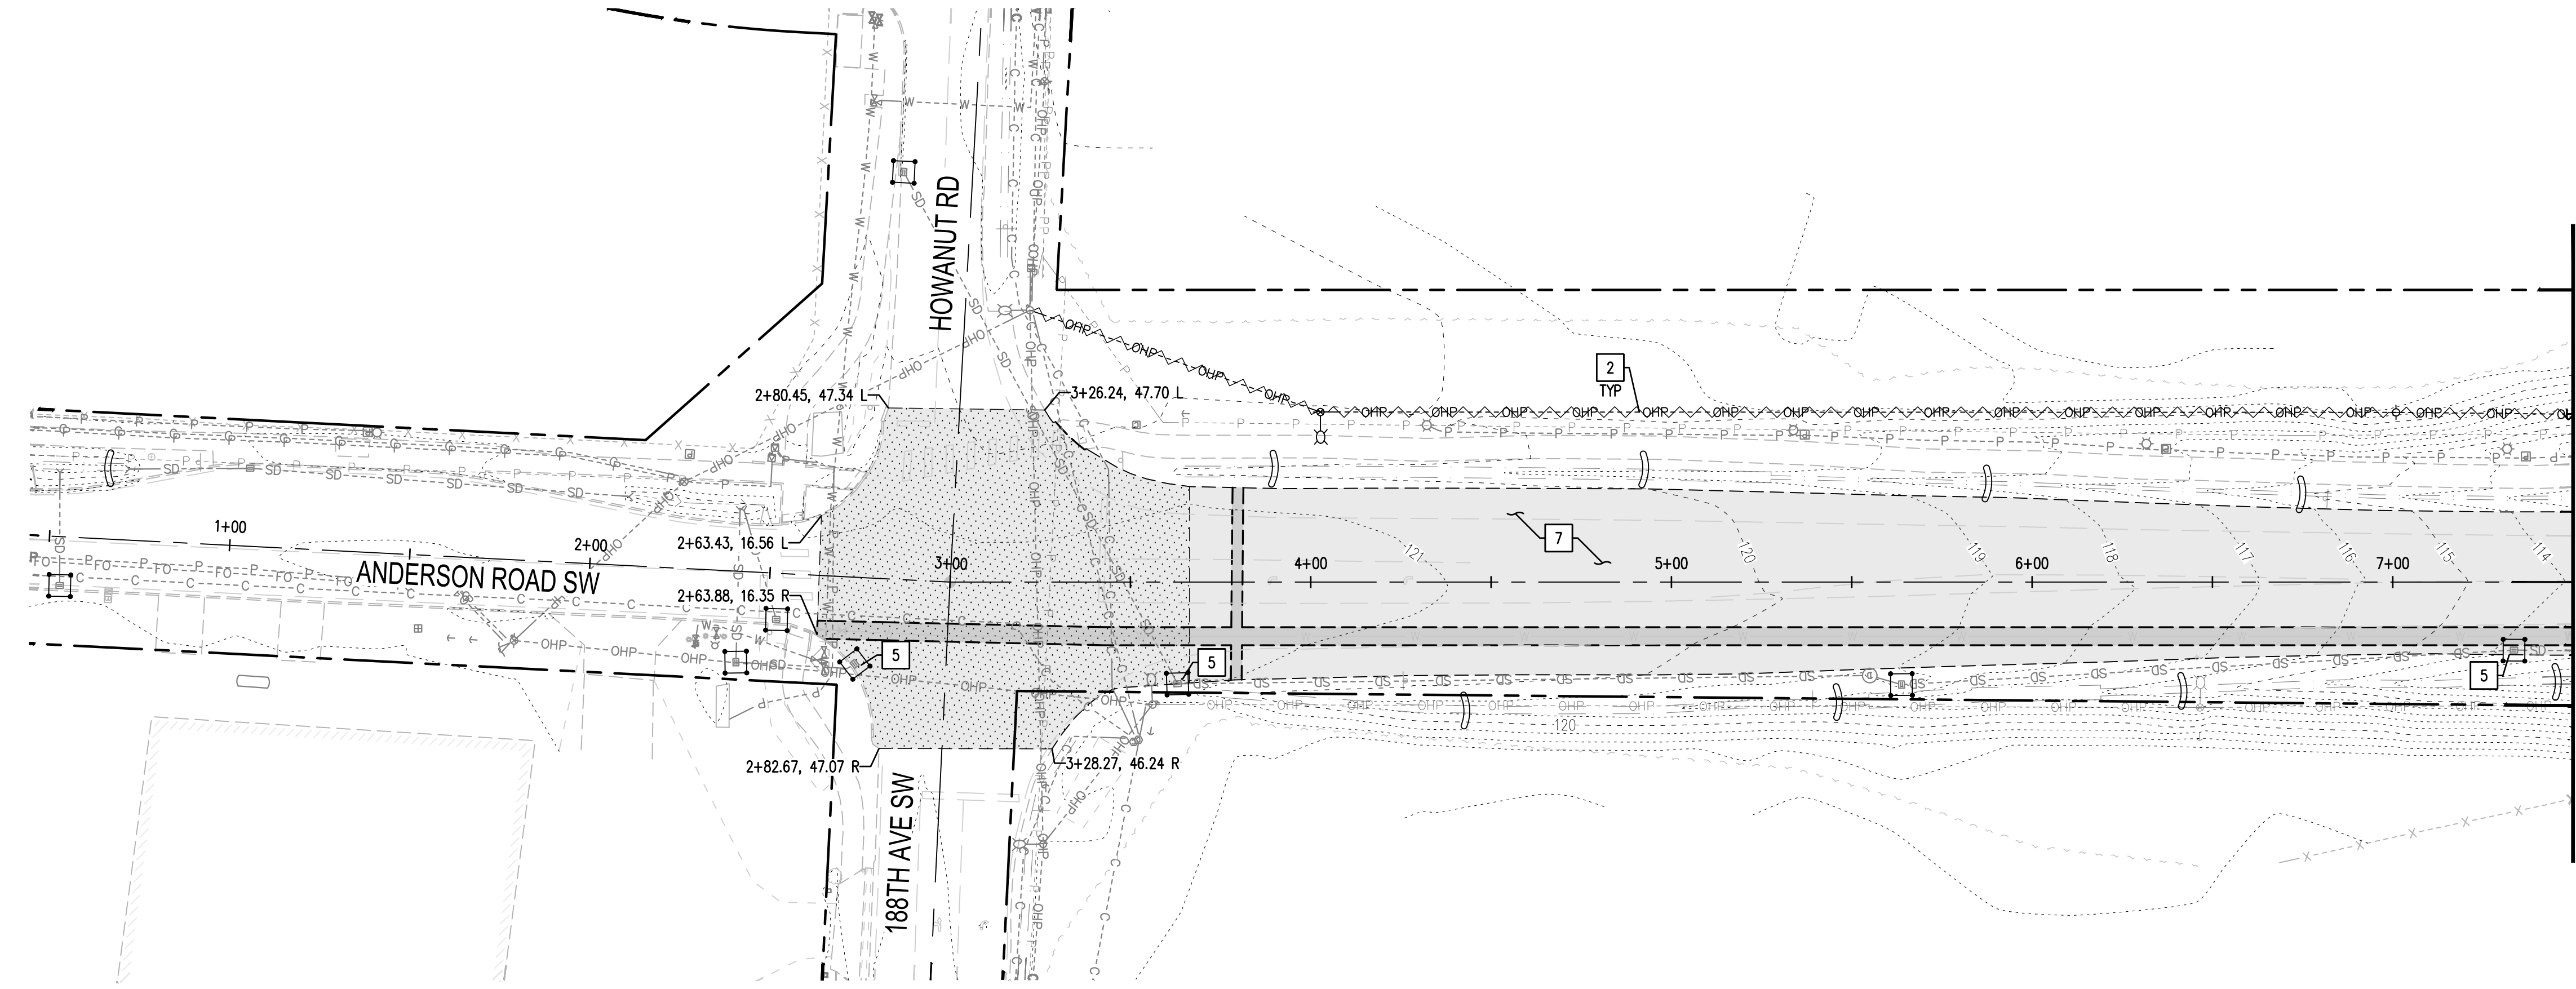 HOWANUT RD
2
TYP
2+80.45, 47.34 L
3+26.24, 47.70 L
1+00
2+00
2+63.43, 16.56 L
3+00
4+00
121
7
5+00
120
119
6+00
118
117
116
7+00
115
114
ANDERSON ROAD SW
2+63.88, 16.35 R
5
5
5
120
2+82.67, 47.07 R
3+28.27, 46.24 R
188TH AVE SW
OHP
SD
FO
W
C
P
X